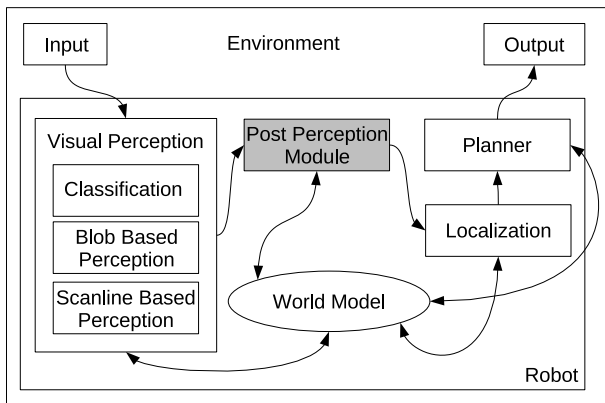 Input
Environment
Output
Visual Perception
Classification
Blob Based
Perception
Scanline Based
Perception
Post Perception
Module
Planner
Localization
World Model
Robot